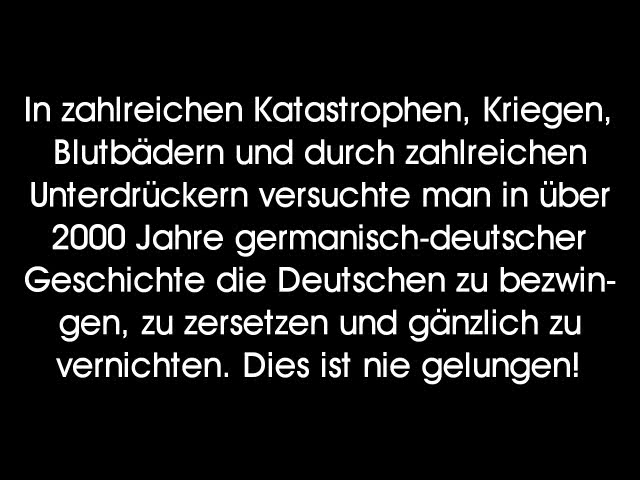 In zahlreichen Katastrophen, Kriegen,
Blutbädern und durch zahlreichen
Unterdrückern versuchte man in über
2000 Jahre germanisch-deutscher
Geschichte die Deutschen zu bezwin-
gen, zu zersetzen und gänzlich zu
vernichten. Dies ist nie gelungen!